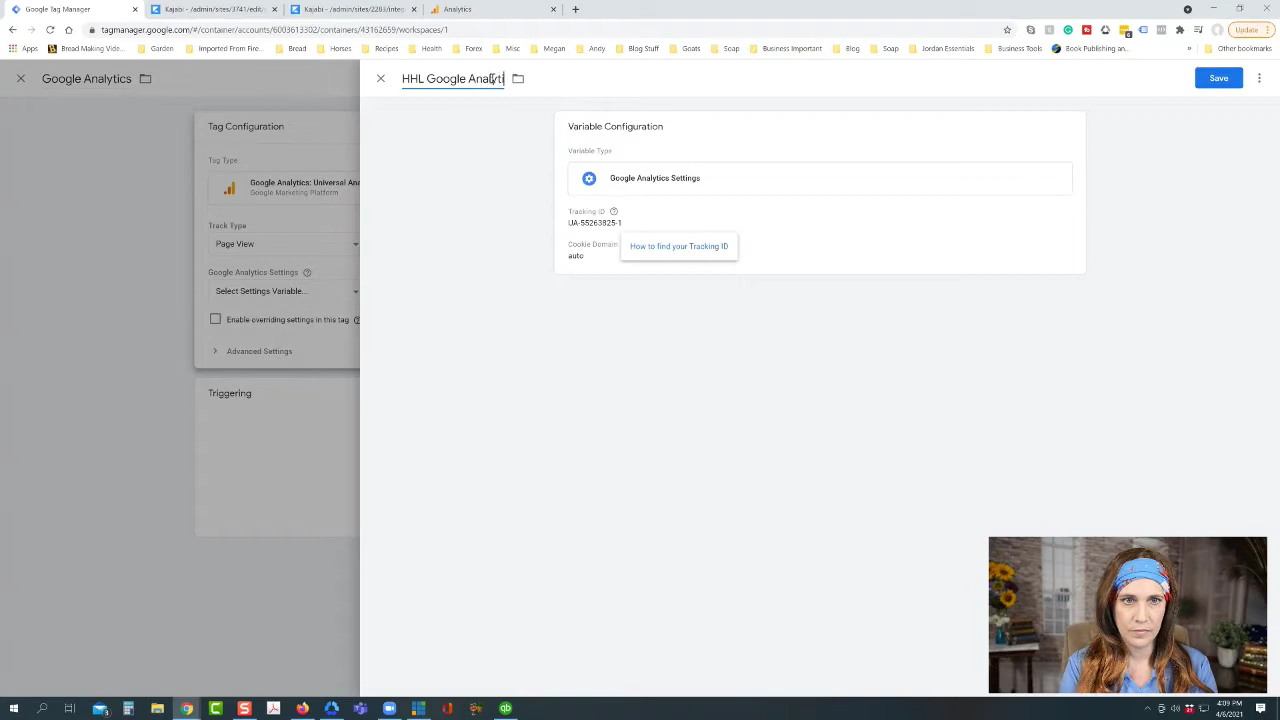 Google Tag Manager
Kajabi - /admin/sites/3741/edit
Kajabi - /admin/sites/2283/integ
Analytics
tagmanager.google.com/#/container/accounts/6003613302/containers/43163659/workspaces/1
Update
Apps
Bread Making Vide...
Garden
Imported From Fire...
Bread
Horses
Recipes
Health
Forex
Misc
Megan
Andy
Blog Stuff
Goats
Soap
Business Important
Blog
Soap
Jordan Essentials
Business Tools
Book Publishing an...
Other bookmarks
Google Analytics
HHL Google Analyti
Save
Tag Configuration
Tag Type
Google Analytics: Universal Ana
Google Marketing Platform
Track Type
Page View
Google Analytics Settings
Select Settings Variable...
Enable overriding settings in this tag
Advanced Settings
Triggering
Variable Configuration
Variable Type
Google Analytics Settings
Tracking ID
UA-55263825-1
How to find your Tracking ID
Cookie Domain
auto
4:09 PM
4/6/2021